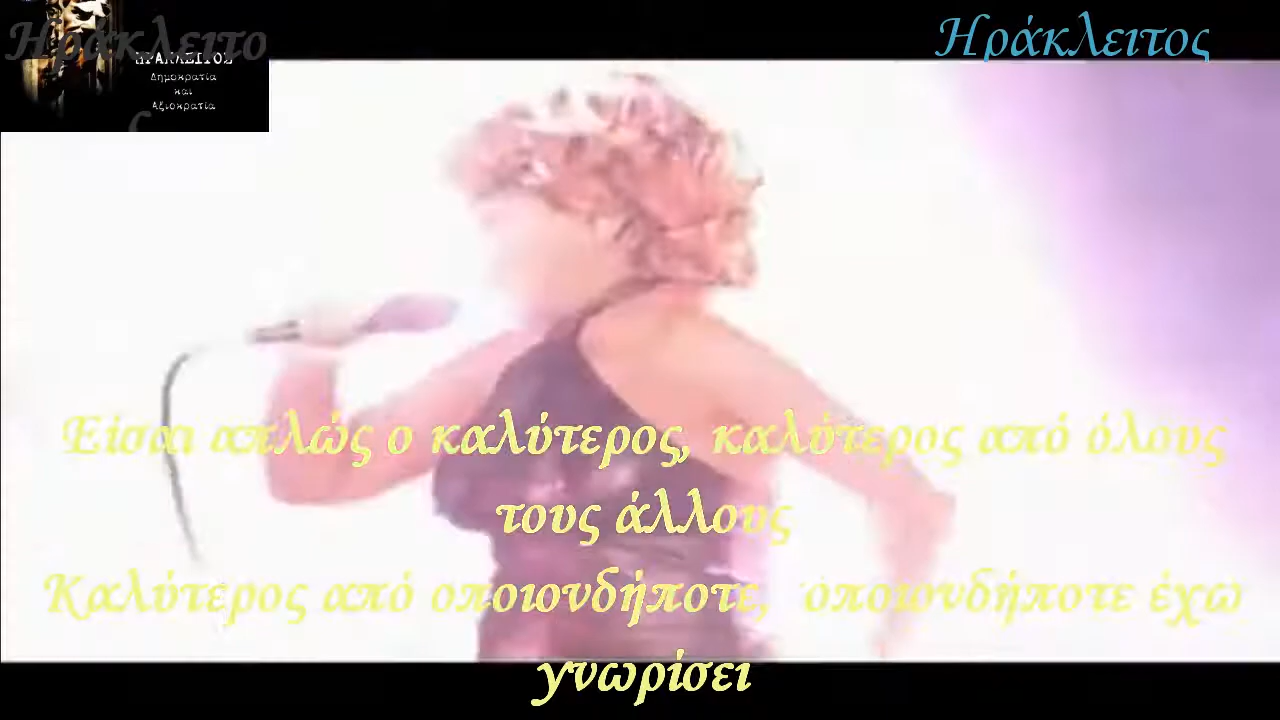 Ηράκλειτος
Ηράκλειτο
ς
ΗΡΑΚΛΕΙΤΟΣ
Δημοκρατία
και
Αξιοκρατία
Είσαι απλώς ο καλύτερος, καλύτερος από όλους
τους άλλους
Καλύτερος από οποιονδήποτε, οποιονδήποτε έχω
γνωρίσει